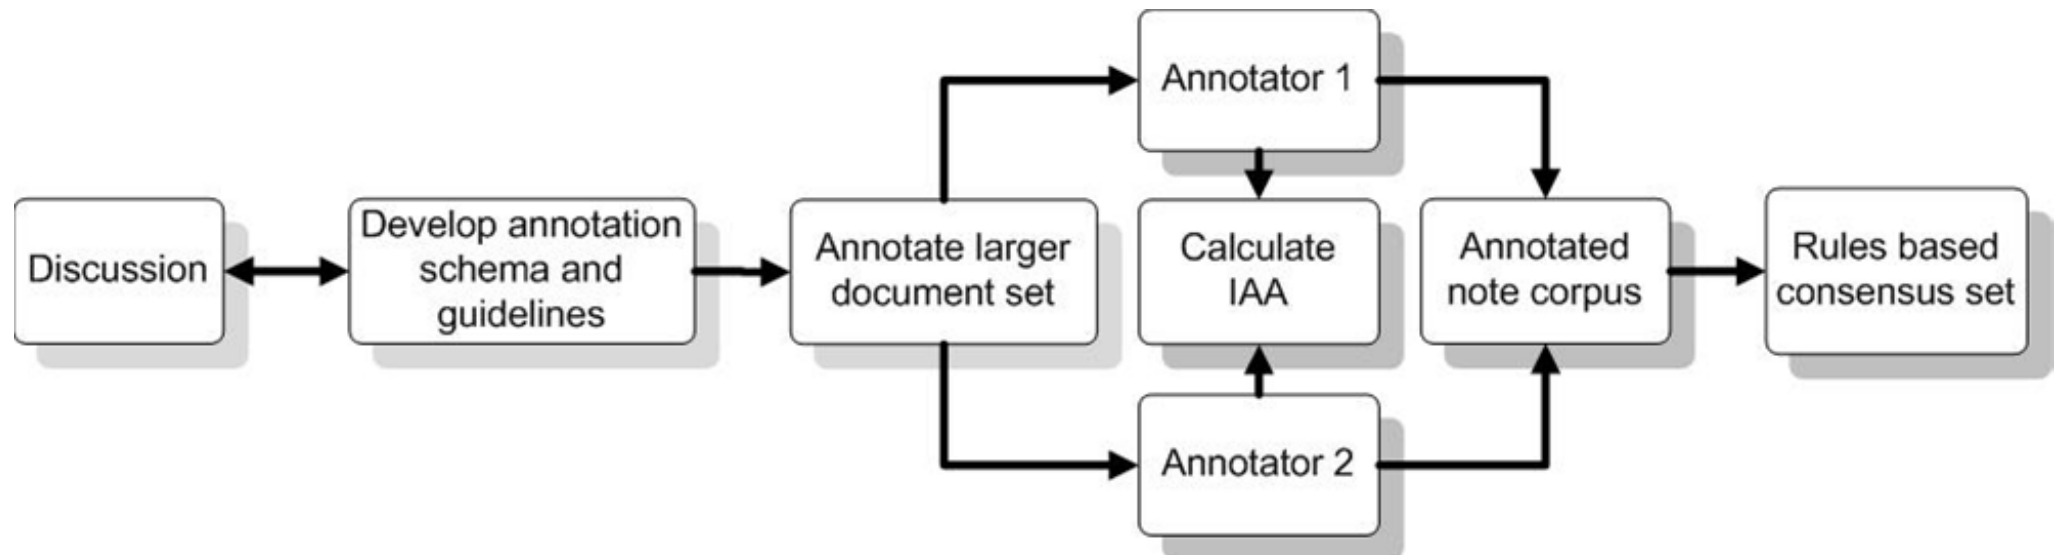 Discussion
Develop annotation
schema and
guidelines
Annotate larger
document set
Annotator 1
Calculate
IAA
Annotator 2
Annotated
note corpus
Rules based
consensus set